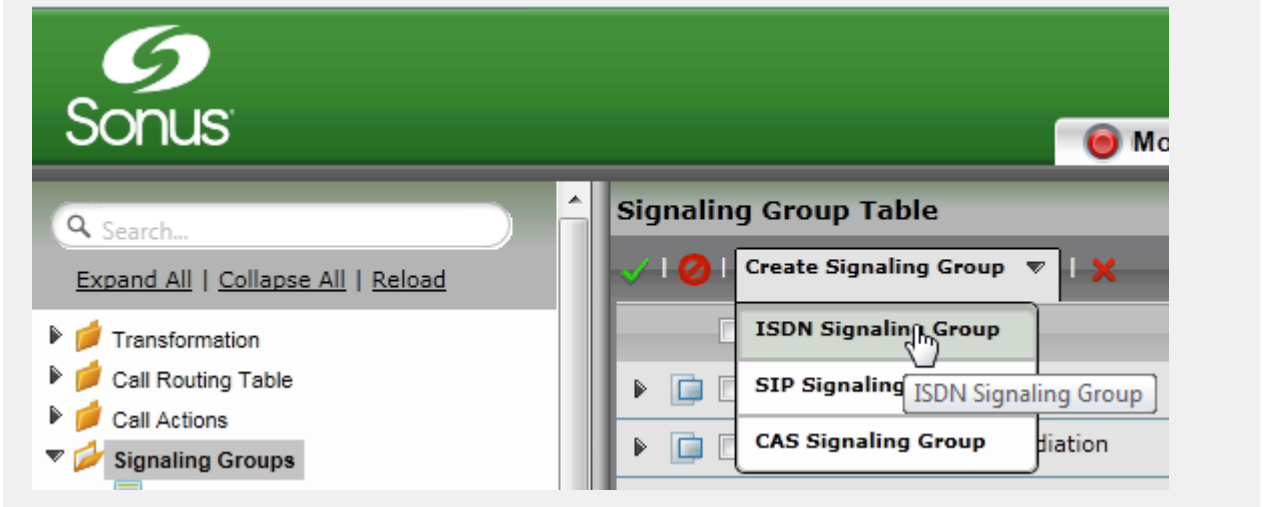 Sonus
Mo
Search...
Expand All | Collapse All | Reload
Transformation
Call Routing Table
Call Actions
Signaling Groups
Signaling Group Table
Create Signaling Group
ISDN Signaling Group
SIP Signaling
ISDN Signaling Group
CAS Signaling Group
diation